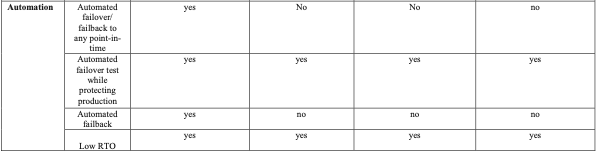 Automation Automated yes No No no
failover/
failback to
any point-in-
time
Automated yes yes yes yes
failover test
while
protecting
production
Automated yes no no no
failback
yes yes yes yes
Low RTO